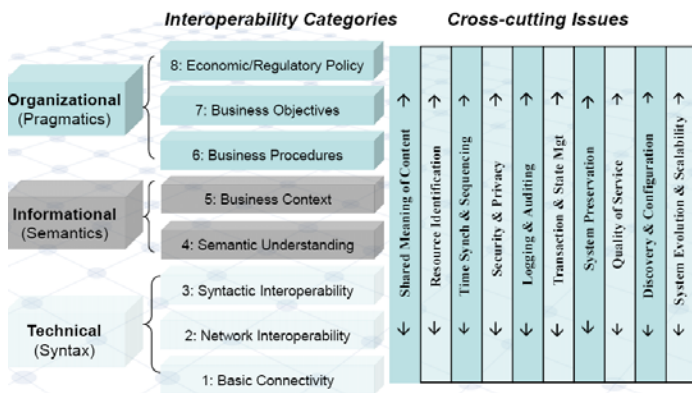 Interoperability Categories
Cross-cutting Issues
Organizational
(Pragmatics)
8: Economic/Regulatory Policy
7: Business Objectives
6: Business Procedures
Informational
(Semantics)
5: Business Context
4: Semantic Understanding
Technical
(Syntax)
3: Syntactic Interoperability
2: Network Interoperability
1: Basic Connectivity
Shared Meaning of Content
Resource Identification
Time Synch & Sequencing
Security & Privacy
Logging & Auditing
Transaction & State Mgt
System Preservation
Quality of Service
Discovery & Configuration
System Evolution & Scalability